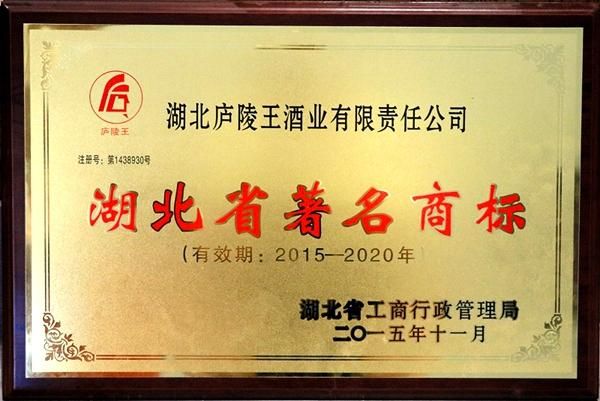 湖北庐陵王酒业有限责任公司
庐陵王
注册号：第1438930号
湖北省著名商标
（有效期：2015—2020年）
湖北省工商行政管理局
二〇一五年十一月